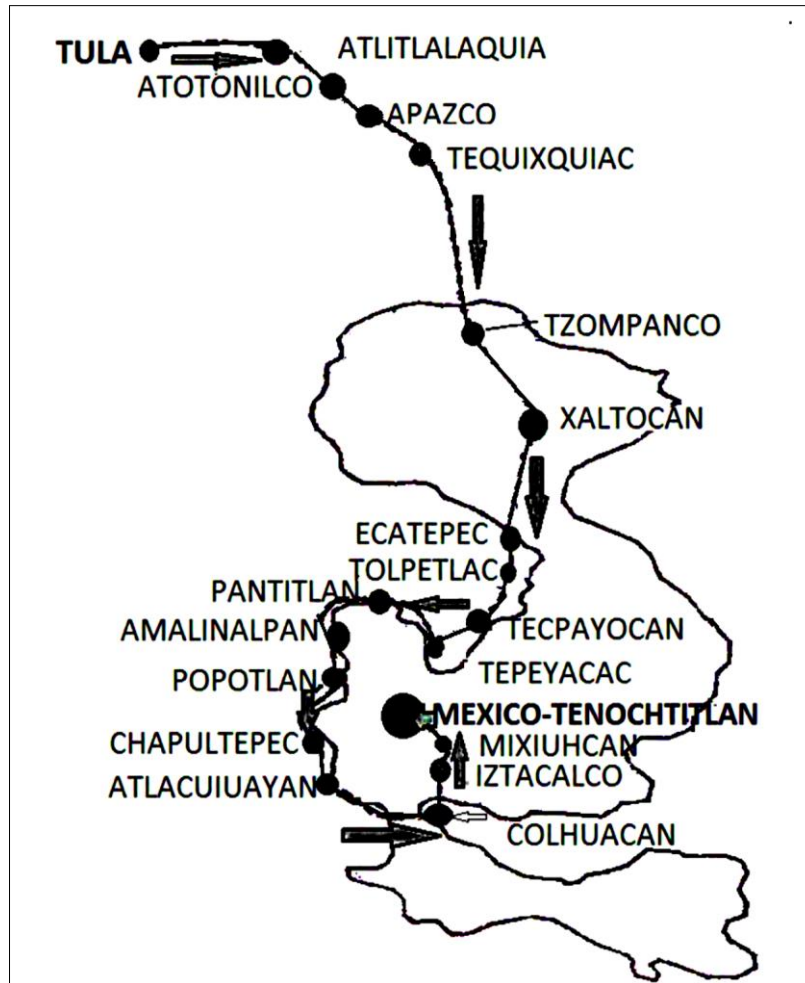 TULA
ATLITLALAQUIA
ATOTONILCO
APAZCO
TEQUIXQUIAC
TZOMPANCO
XALTOCAN
ECATEPEC
TOLPETLAC
PANTITLAN
TECPAYOCAN
AMALINALPAN
TEPEYACAC
POPOTLAN
MEXICO-TENOCHTITLAN
CHAPULTEPEC
MIXIUHCAN
IZTACALCO
ATLACUIUAYAN
COLHUACAN